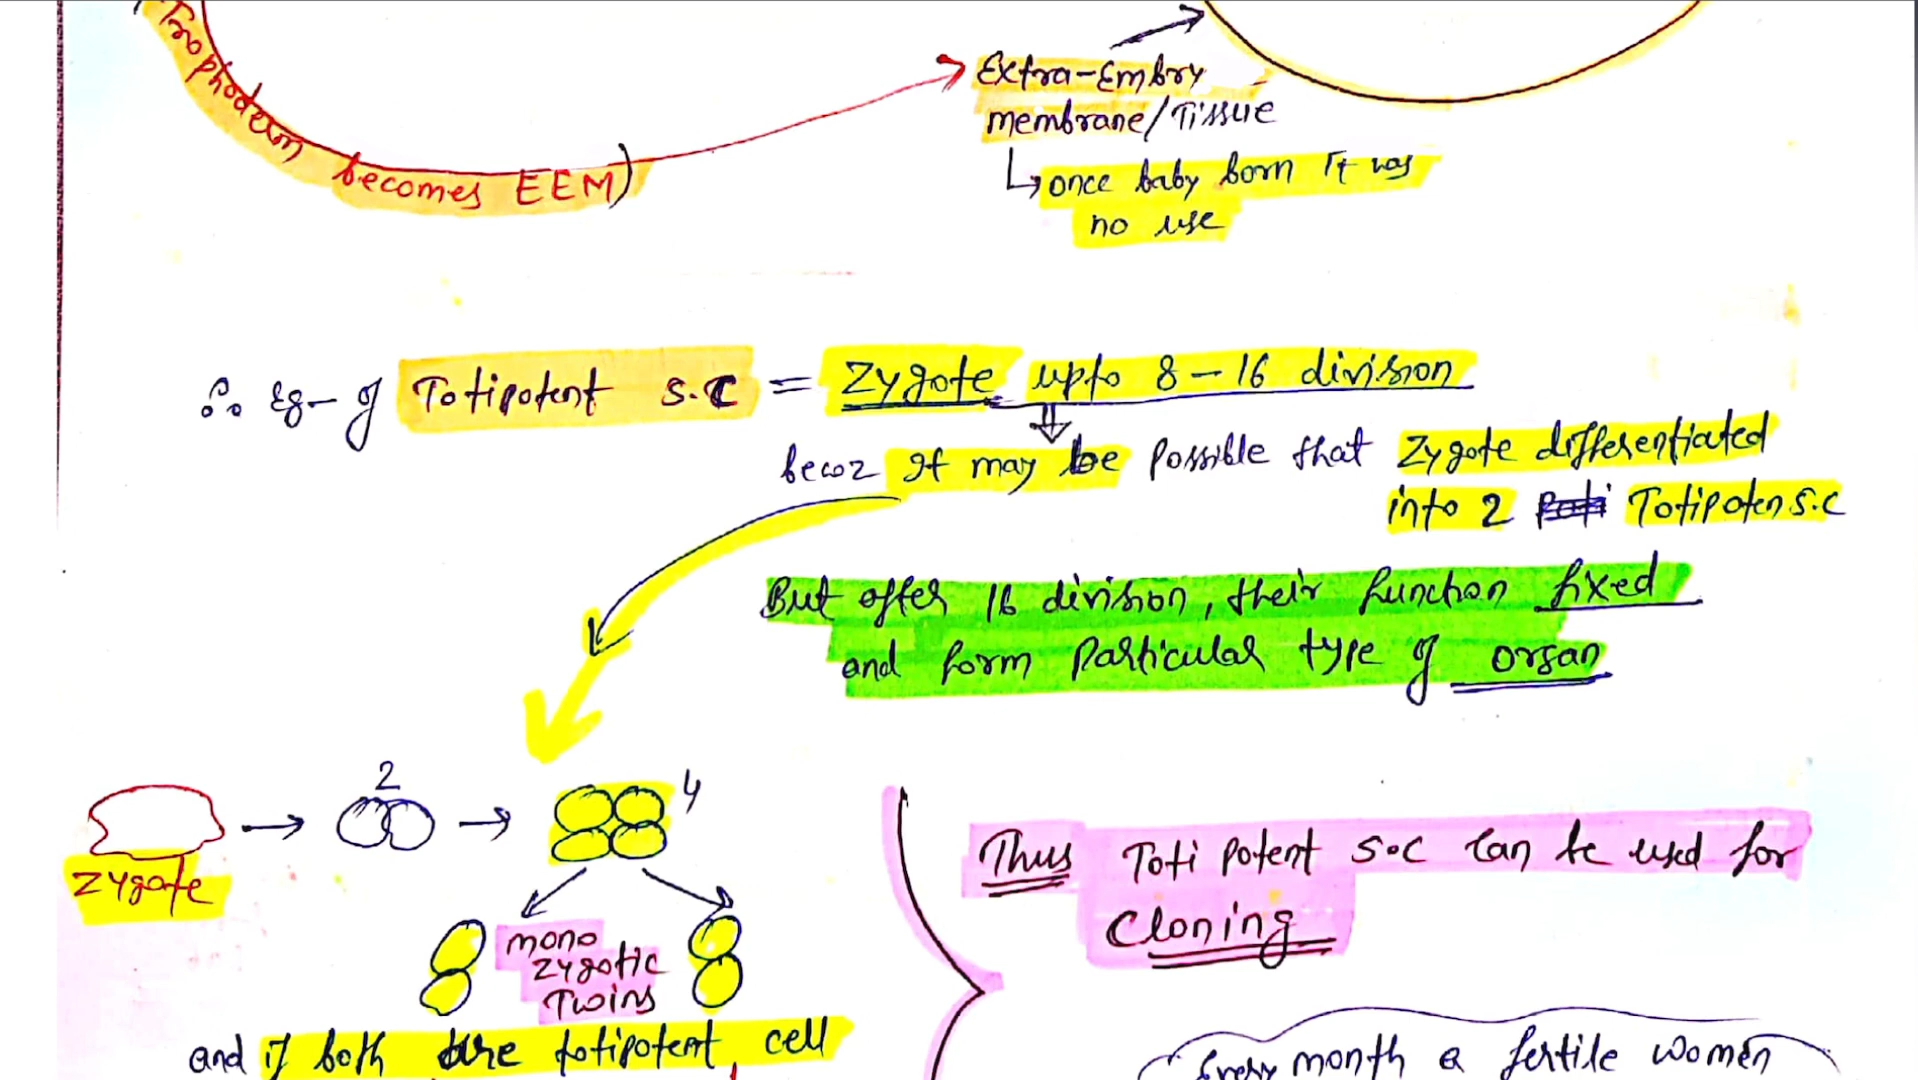 Trophoderm becomes EEM)
Extra-Embry
membrane/Tissue
once baby born It has
no use
∴ Eg- of Totipotent S.C = Zygote upto 8-16 division
becoz It may be possible that Zygote differentiated
into 2 Totipoten S.C
But after 16 division, their function fixed
and form particular type of organ
2
4
Zygote
mono
zygotic
Twins
Thus Toti potent S.C can be used for
Cloning
and if both are totipotent cell
Every month a fertile women